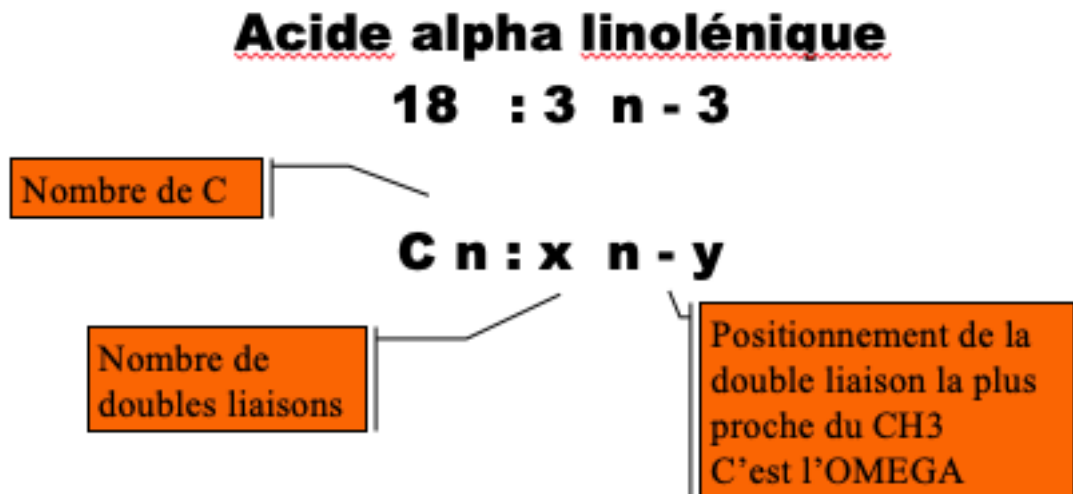 Acide alpha linolénique
18 : 3 n - 3
Nombre de C
C n : x n - y
Nombre de
doubles liaisons
Positionnement de la
double liaison la plus
proche du CH3
C'est l'OMEGA